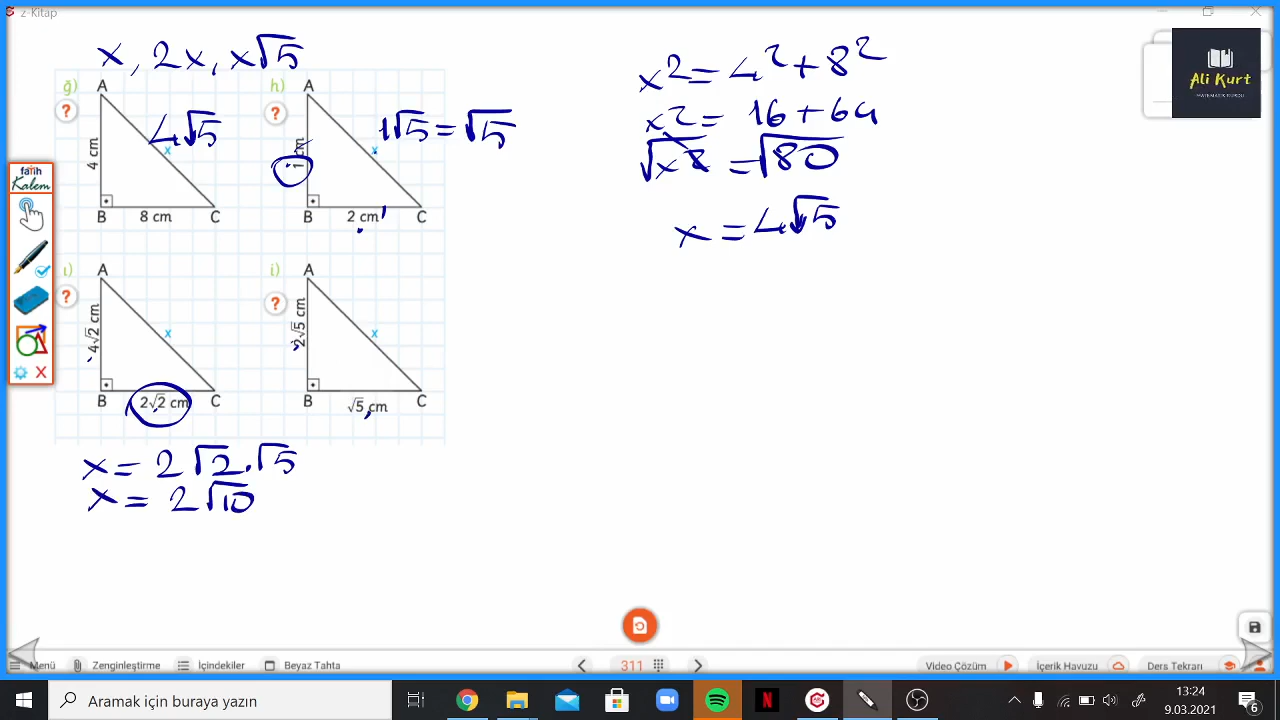 z-Kitap
x, 2x, x√5
x² = 4² + 8²
x² = 16 + 64
√x² = √80
x = 4√5
Ali Kurt
ğ)
?
A
4 cm
4√5
x
B
8 cm
C
h)
?
A
1 cm
1√5 = √5
x
B
2 cm
C
fatih
Kalem
ı)
?
A
4√2 cm
x
B
2√2 cm
C
i)
?
A
2√5 cm
x
B
√5 cm
C
x = 2√2.√5
x = 2√10
Menü
Zenginleştirme
İçindekiler
Beyaz Tahta
311
Video Çözüm
İçerik Havuzu
Ders Tekrarı
Aramak için buraya yazın
13:24
9.03.2021
6